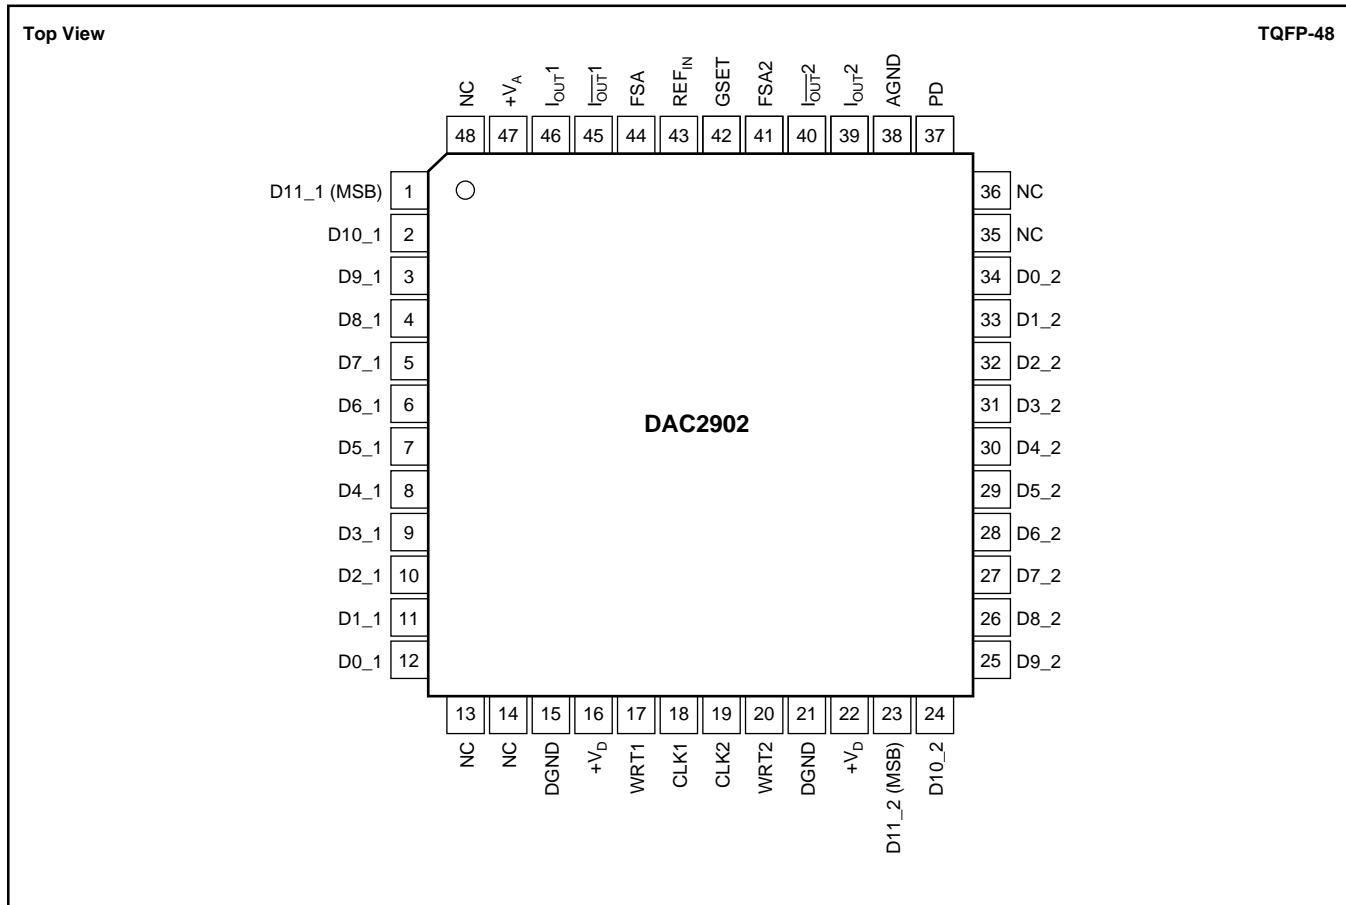 Top View
TQFP-48
NC
+VA
IOUT1
I̅O̅U̅T̅1
FSA
REFIN
GSET
FSA2
I̅O̅U̅T̅2
IOUT2
AGND
PD
48 47 46 45 44 43 42 41 40 39 38 37
D11_1 (MSB) 1
D10_1 2
D9_1 3
D8_1 4
D7_1 5
D6_1 6
D5_1 7
D4_1 8
D3_1 9
D2_1 10
D1_1 11
D0_1 12
DAC2902
36 NC
35 NC
34 D0_2
33 D1_2
32 D2_2
31 D3_2
30 D4_2
29 D5_2
28 D6_2
27 D7_2
26 D8_2
25 D9_2
13 14 15 16 17 18 19 20 21 22 23 24
NC
NC
DGND
+VD
WRT1
CLK1
CLK2
WRT2
DGND
+VD
D11_2 (MSB)
D10_2